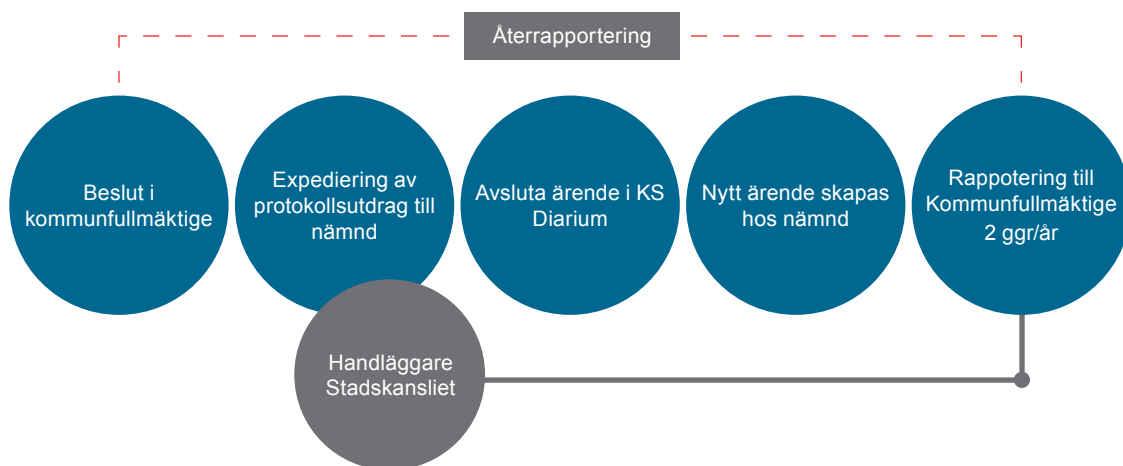 Återrapportering
Beslut i
kommunfullmäktige
Expediering av
protokollsutdrag till
nämnd
Avsluta ärende i KS
Diarium
Nytt ärende skapas
hos nämnd
Rappotering till
Kommunfullmäktige
2 ggr/år
Handläggare
Stadskansliet